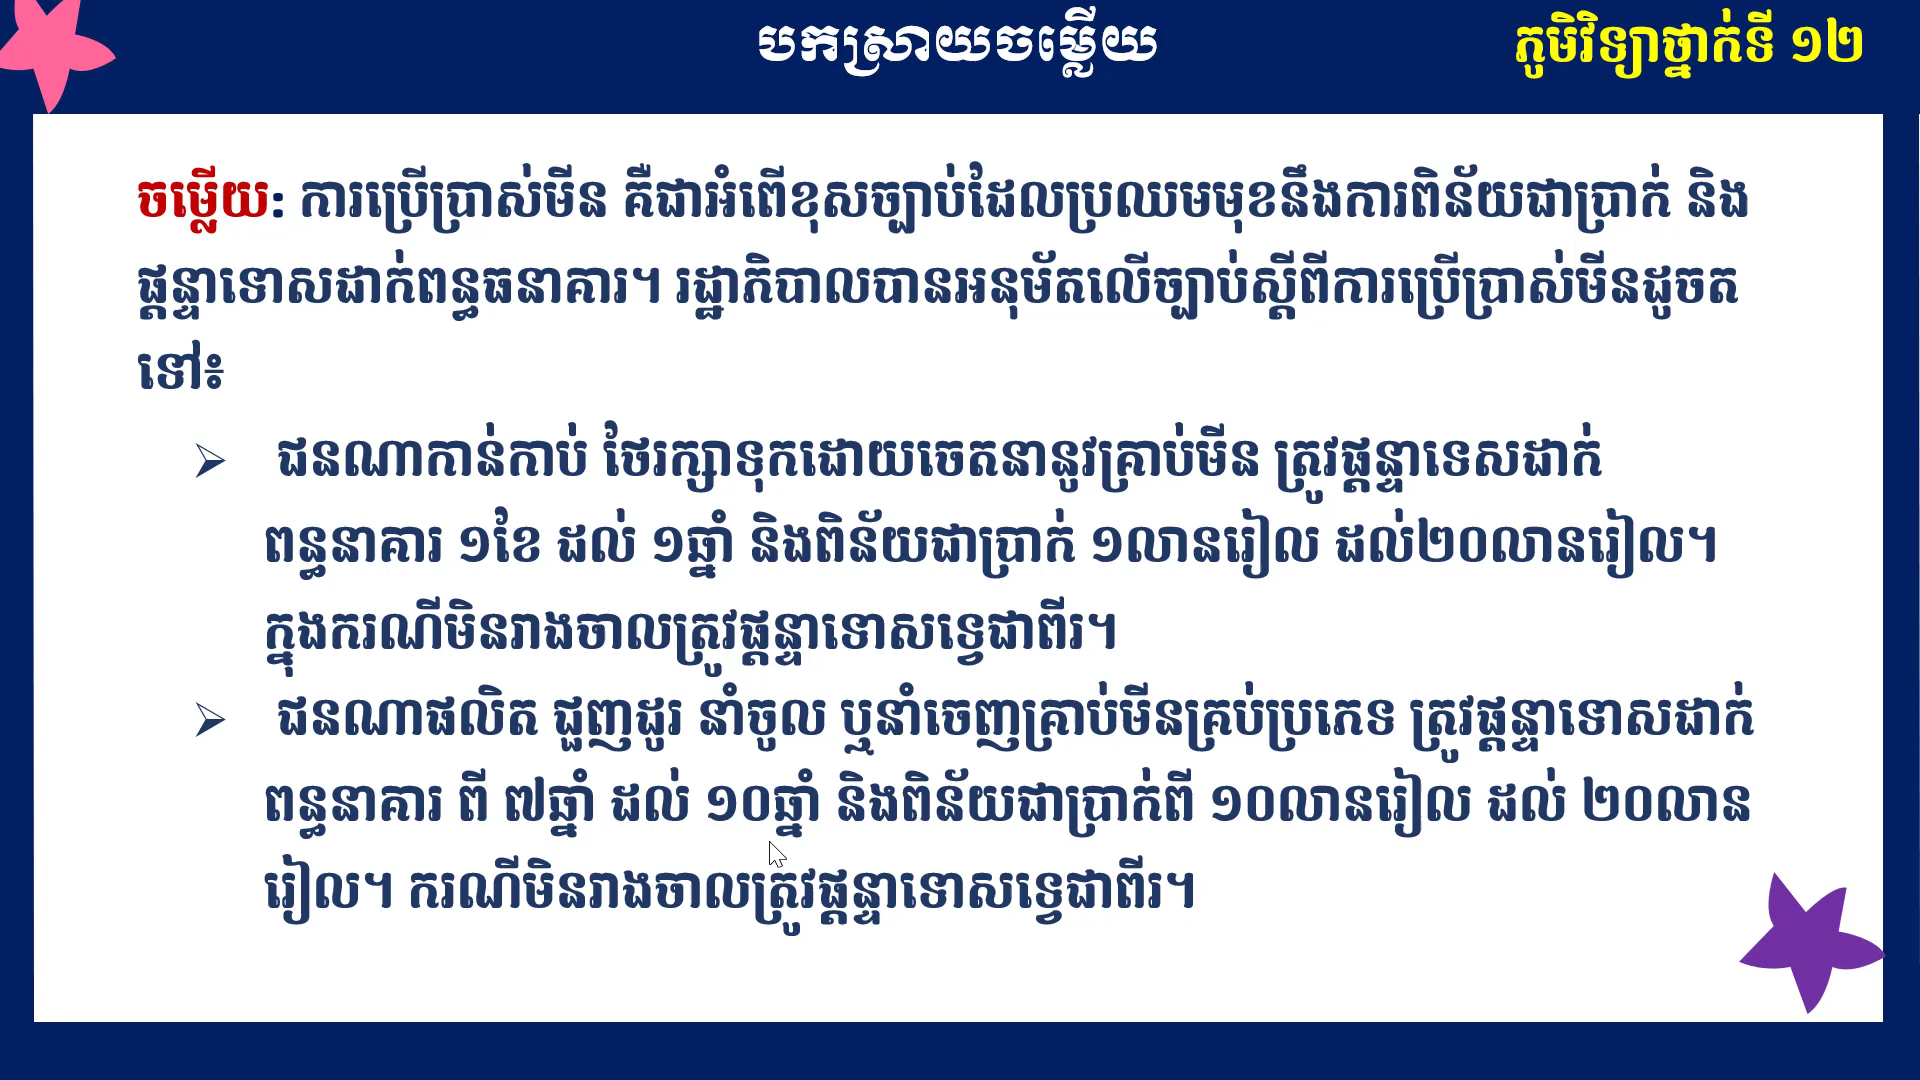 បកស្រាយចម្លើយ
ភូមិវិទ្យាថ្នាក់ទី ១២
ចម្លើយ: ការប្រើប្រាស់មីន គឺជាអំពើខុសច្បាប់ដែលប្រឈមមុខនឹងការពិន័យជាប្រាក់ និង
ផ្តន្ទាទោសដាក់ពន្ធធនាគារ។ រដ្ឋាភិបាលបានអនុម័តលើច្បាប់ស្តីពីការប្រើប្រាស់មីនដូចត
ទៅ៖
➢ ជនណាកាន់កាប់ ថែរក្សាទុកដោយចេតនានូវគ្រាប់មីន ត្រូវផ្តន្ទាទេសដាក់
ពន្ធនាគារ ១ខែ ដល់ ១ឆ្នាំ និងពិន័យជាប្រាក់ ១លានរៀល ដល់២០លានរៀល។
ក្នុងករណីមិនរាងចាលត្រូវផ្តន្ទាទោសទ្វេជាពីរ។
➢ ជនណាផលិត ជួញដូរ នាំចូល ឬនាំចេញគ្រាប់មីនគ្រប់ប្រភេទ ត្រូវផ្តន្ទាទោសដាក់
ពន្ធនាគារ ពី ៧ឆ្នាំ ដល់ ១០ឆ្នាំ និងពិន័យជាប្រាក់ពី ១០លានរៀល ដល់ ២០លាន
រៀល។ ករណីមិនរាងចាលត្រូវផ្តន្ទាទោសទ្វេជាពីរ។